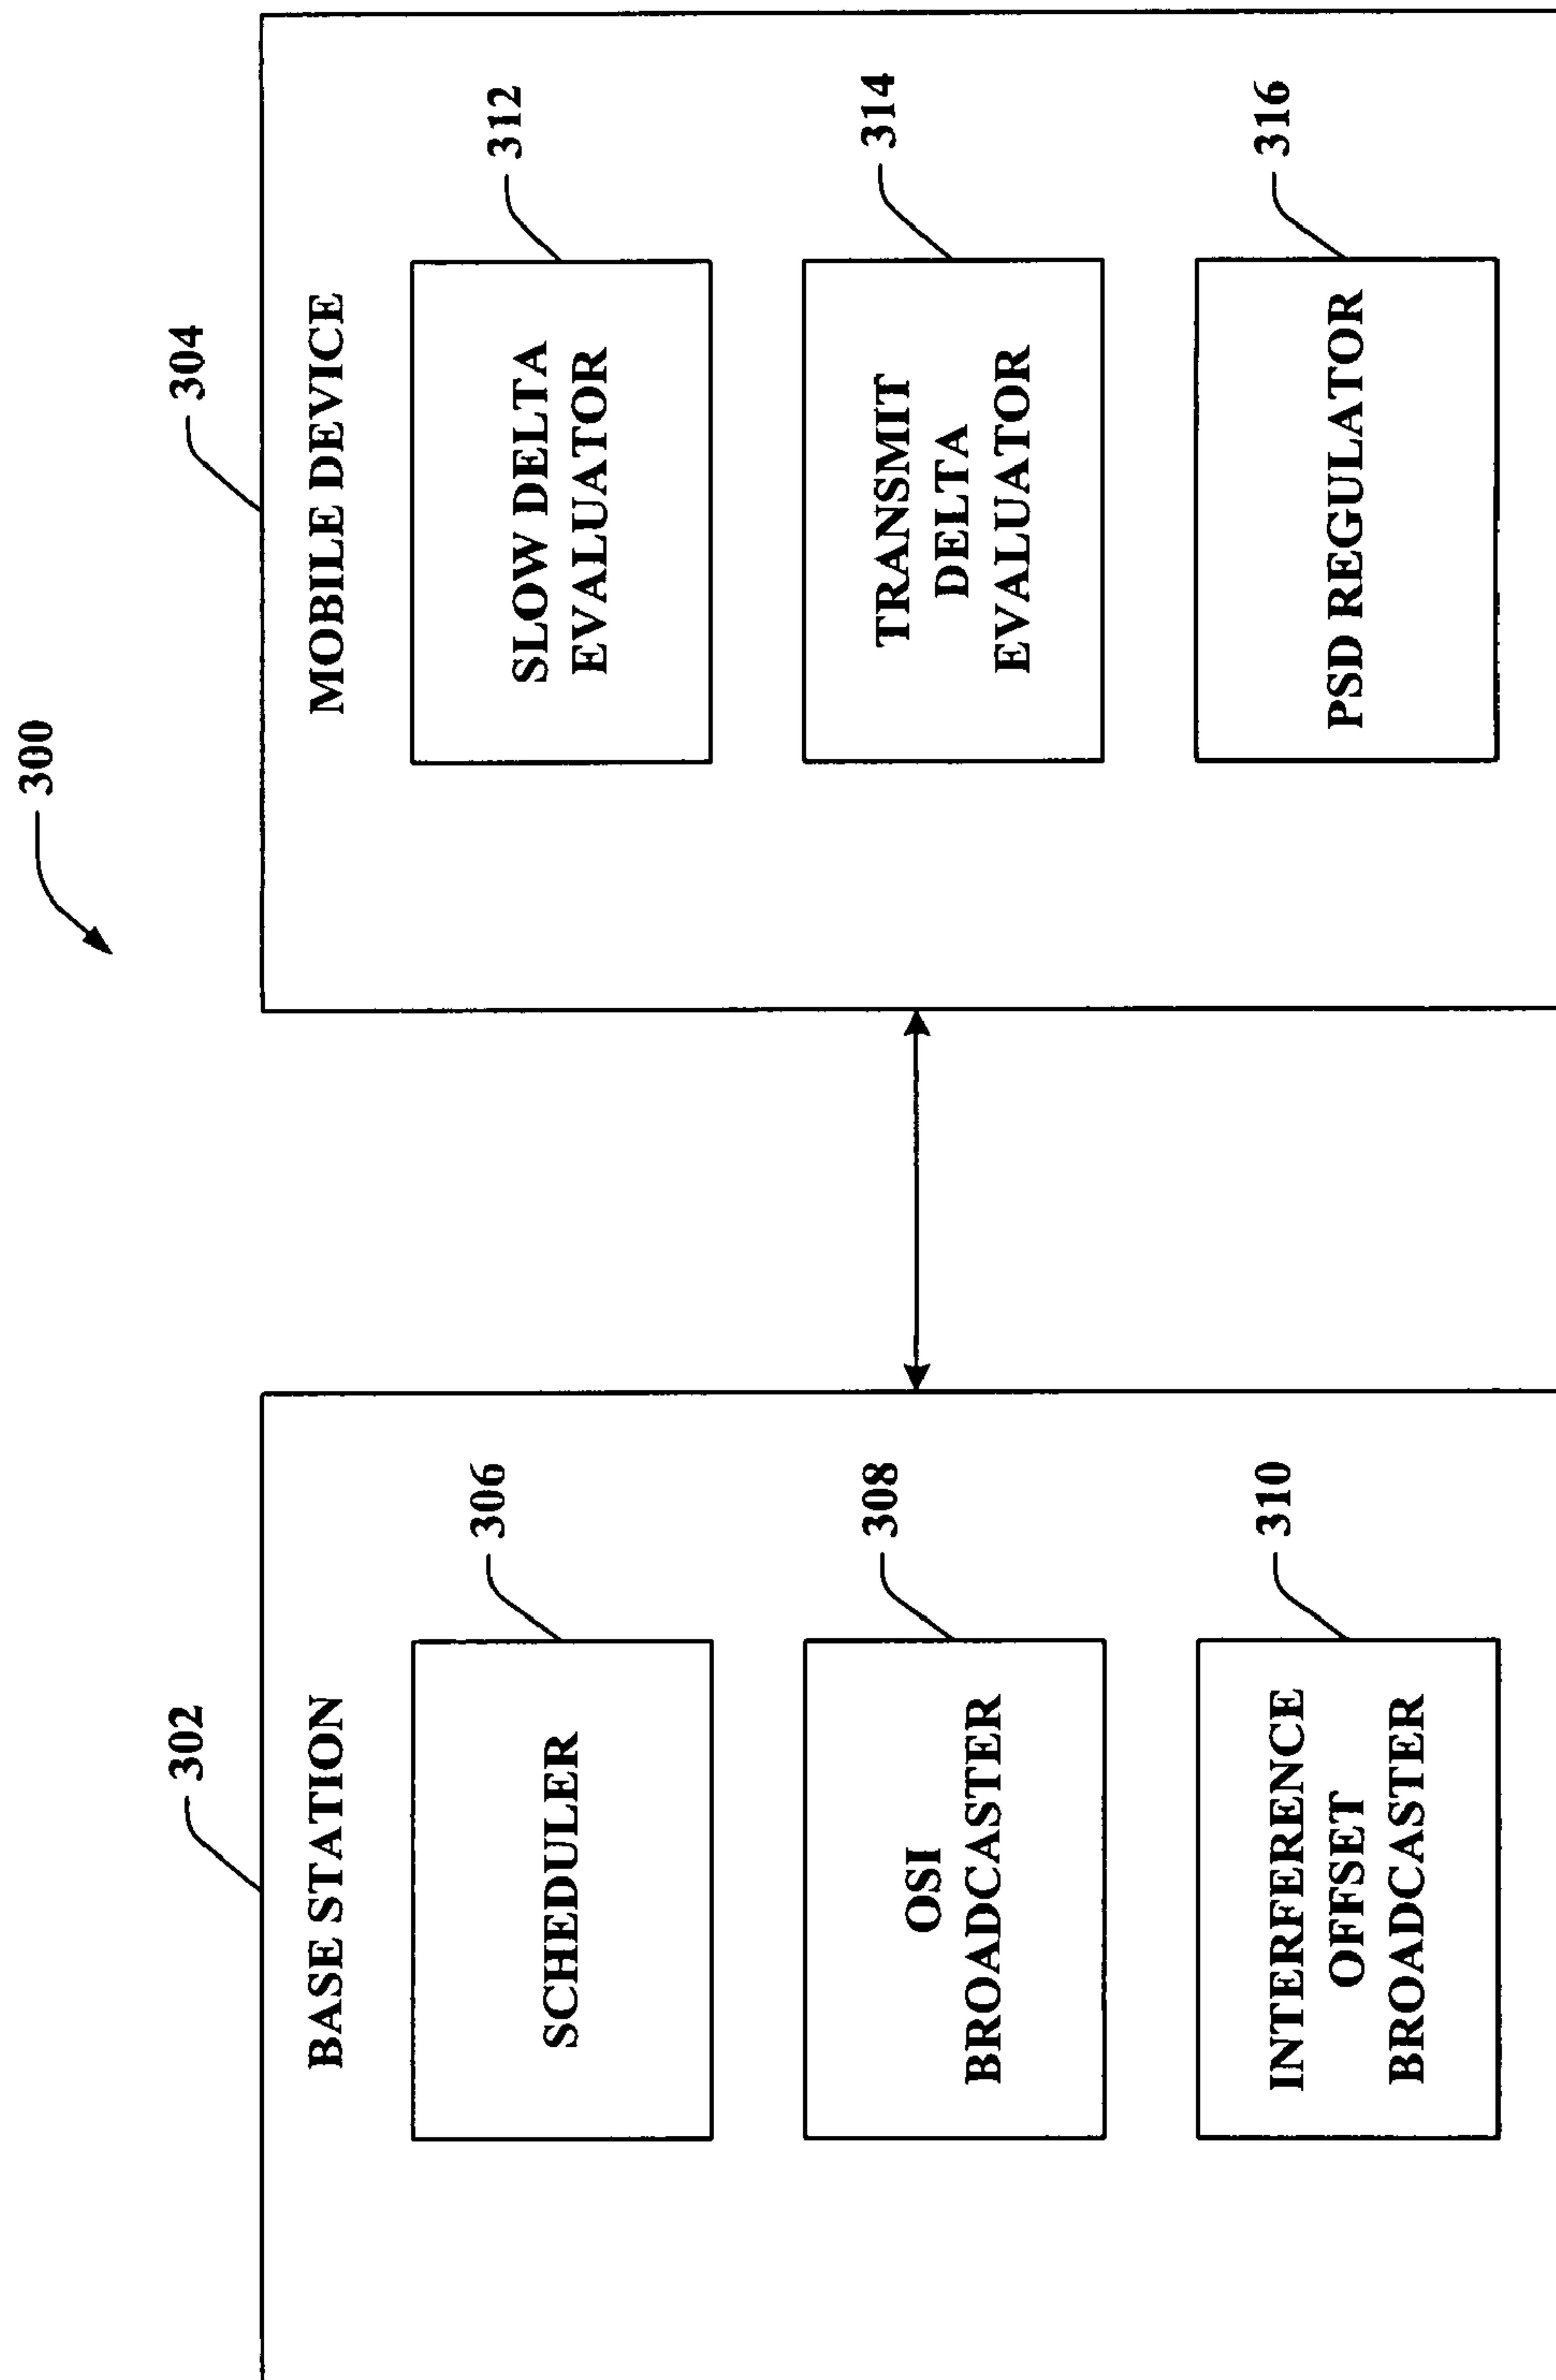 300
302
BASE STATION
306
SCHEDULER
308
OSI
BROADCASTER
310
INTERFERENCE
OFFSET
BROADCASTER
304
MOBILE DEVICE
312
SLOW DELTA
EVALUATOR
314
TRANSMIT
DELTA
EVALUATOR
316
PSD REGULATOR